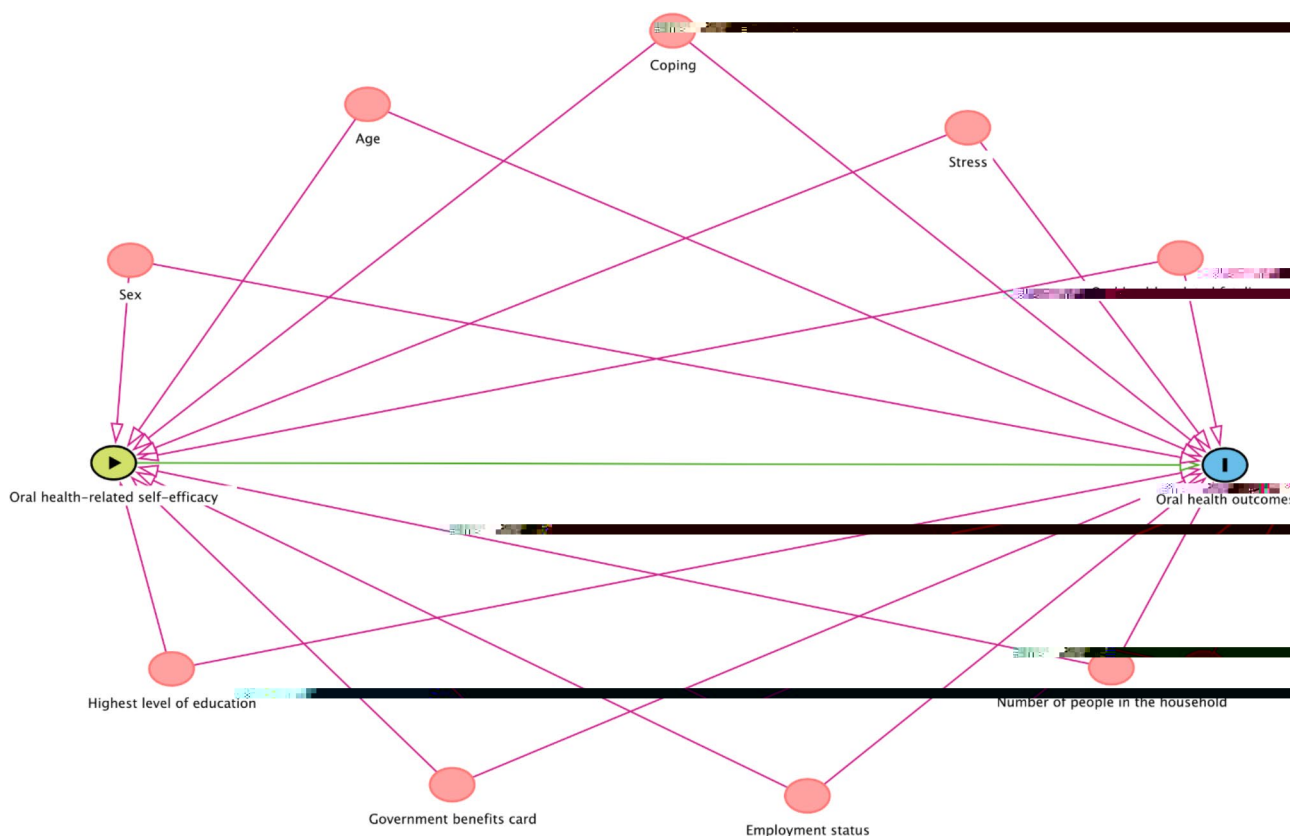 Coping
Age
Stress
Sex
Oral health-related self-efficacy
Oral health outcomes
Highest level of education
Number of people in the household
Government benefits card
Employment status